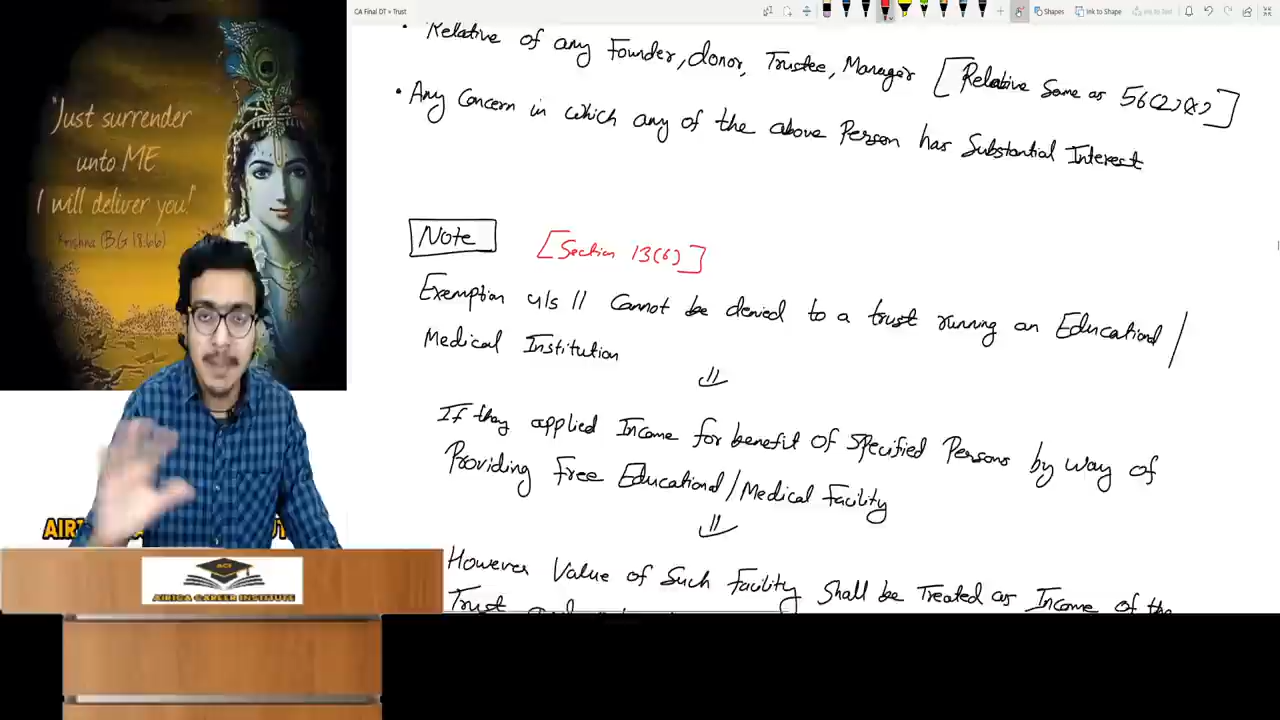 CA Final DT - Trust
Shapes
Ink to Shape
• Relative of any Founder, donor, Trustee, Manager [Relative Same as 56(2)(x)]
• Any Concern in which any of the above Person has Substantial Interest
Note [Section 13(6)]
Exemption u/s 11 Cannot be denied to a trust running an Educational /
Medical Institution
If they applied Income for benefit of Specified Persons by way of
Providing Free Educational / Medical Facility
However Value of Such Facility Shall be Treated as Income of the
Trust
"Just surrender
unto ME
I will deliver you!"
Krishna (BG 18:66)
ACI
AIRIGA CAREER INSTITUTE